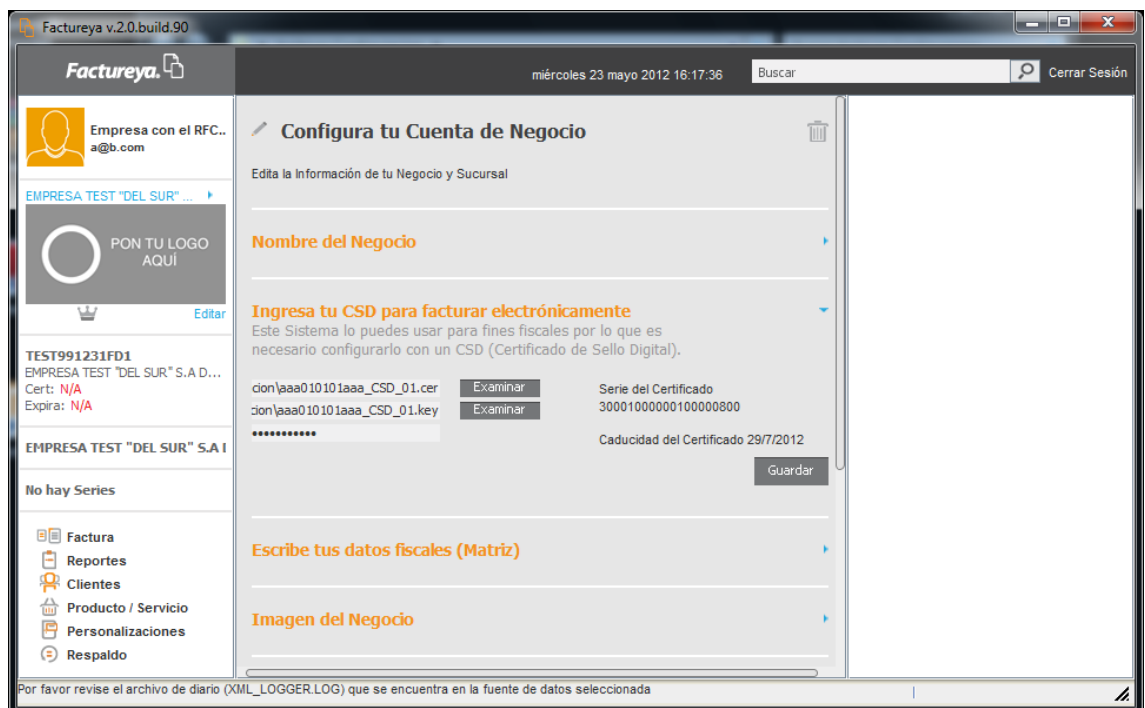 Factureya v.2.0.build.90
Factureya.
miércoles 23 mayo 2012 16:17:36
Buscar
Cerrar Sesión
Empresa con el RFC..
a@b.com
EMPRESA TEST "DEL SUR" ...
PON TU LOGO
AQUÍ
Editar
TEST991231FD1
EMPRESA TEST "DEL SUR" S.A D...
Cert: N/A
Expira: N/A
EMPRESA TEST "DEL SUR" S.A
No hay Series
Factura
Reportes
Clientes
Producto / Servicio
Personalizaciones
Respaldo
Configura tu Cuenta de Negocio
Edita la Información de tu Negocio y Sucursal
Nombre del Negocio
Ingresa tu CSD para facturar electrónicamente
Este Sistema lo puedes usar para fines fiscales por lo que es
necesario configurarlo con un CSD (Certificado de Sello Digital).
cion\aaa010101aaa_CSD_01.cer Examinar
cion\aaa010101aaa_CSD_01.key Examinar
•••••••••••
Serie del Certificado
30001000000100000800
Caducidad del Certificado 29/7/2012
Guardar
Escribe tus datos fiscales (Matriz)
Imagen del Negocio
Por favor revise el archivo de diario (XML_LOGGER.LOG) que se encuentra en la fuente de datos seleccionada